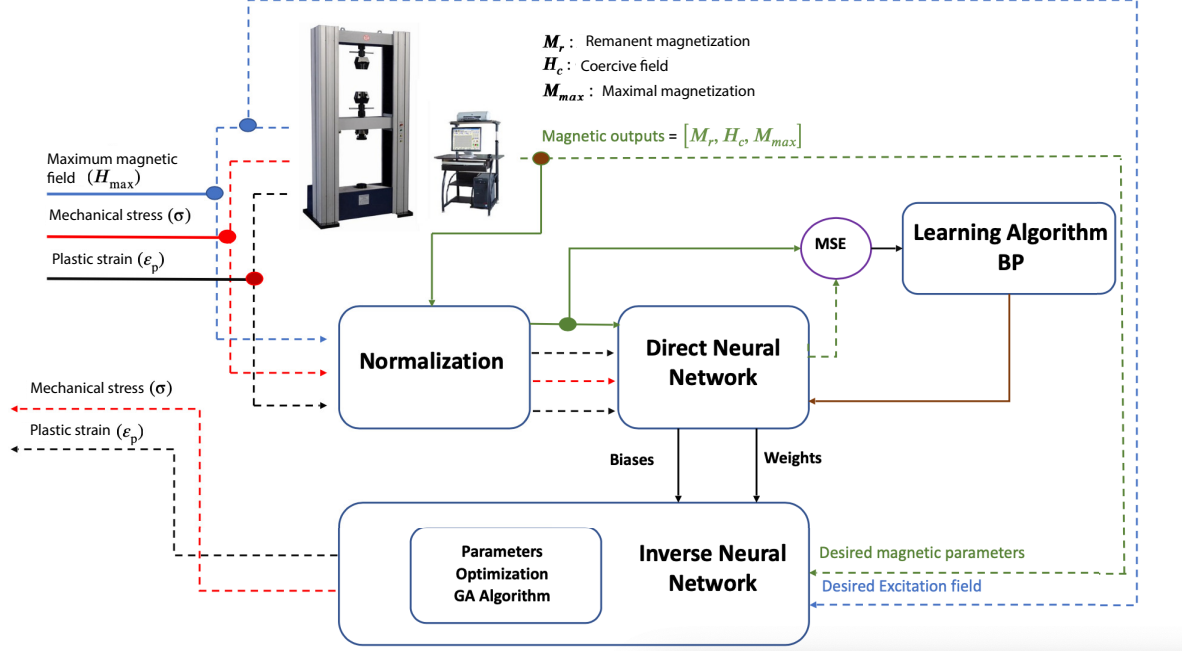 M_r : Remanent magnetization
H_c : Coercive field
M_max : Maximal magnetization
Magnetic outputs = [M_r, H_c, M_max]
Maximum magnetic
field (H_max)
Mechanical stress (σ)
Plastic strain (ε_p)
MSE
Learning Algorithm
BP
Normalization
Direct Neural
Network
Mechanical stress (σ)
Plastic strain (ε_p)
Biases
Weights
Parameters
Optimization
GA Algorithm
Inverse Neural
Network
Desired magnetic parameters
Desired Excitation field